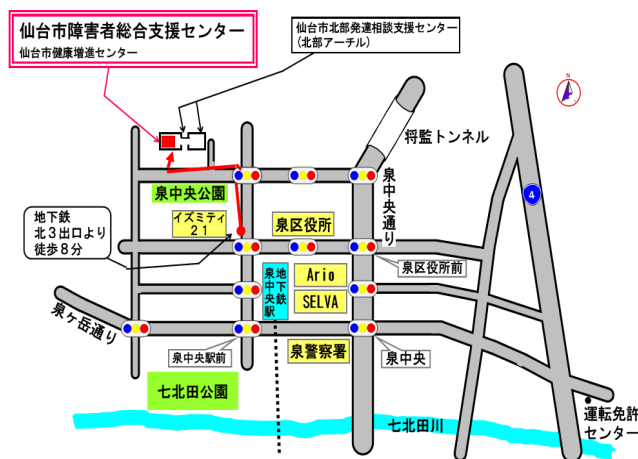 仙台市障害者総合支援センター
仙台市健康増進センター
仙台市北部発達相談支援センター
(北部アーチル)
N
将監トンネル
泉中央通り
泉中央公園
4
地下鉄
北3出口より
徒歩8分
イズミティ
21
泉区役所
泉区役所前
地下鉄
泉中央駅
Ario
SELVA
泉ケ岳通り
泉中央駅前
泉警察署
泉中央
七北田公園
七北田川
運転免許
センター